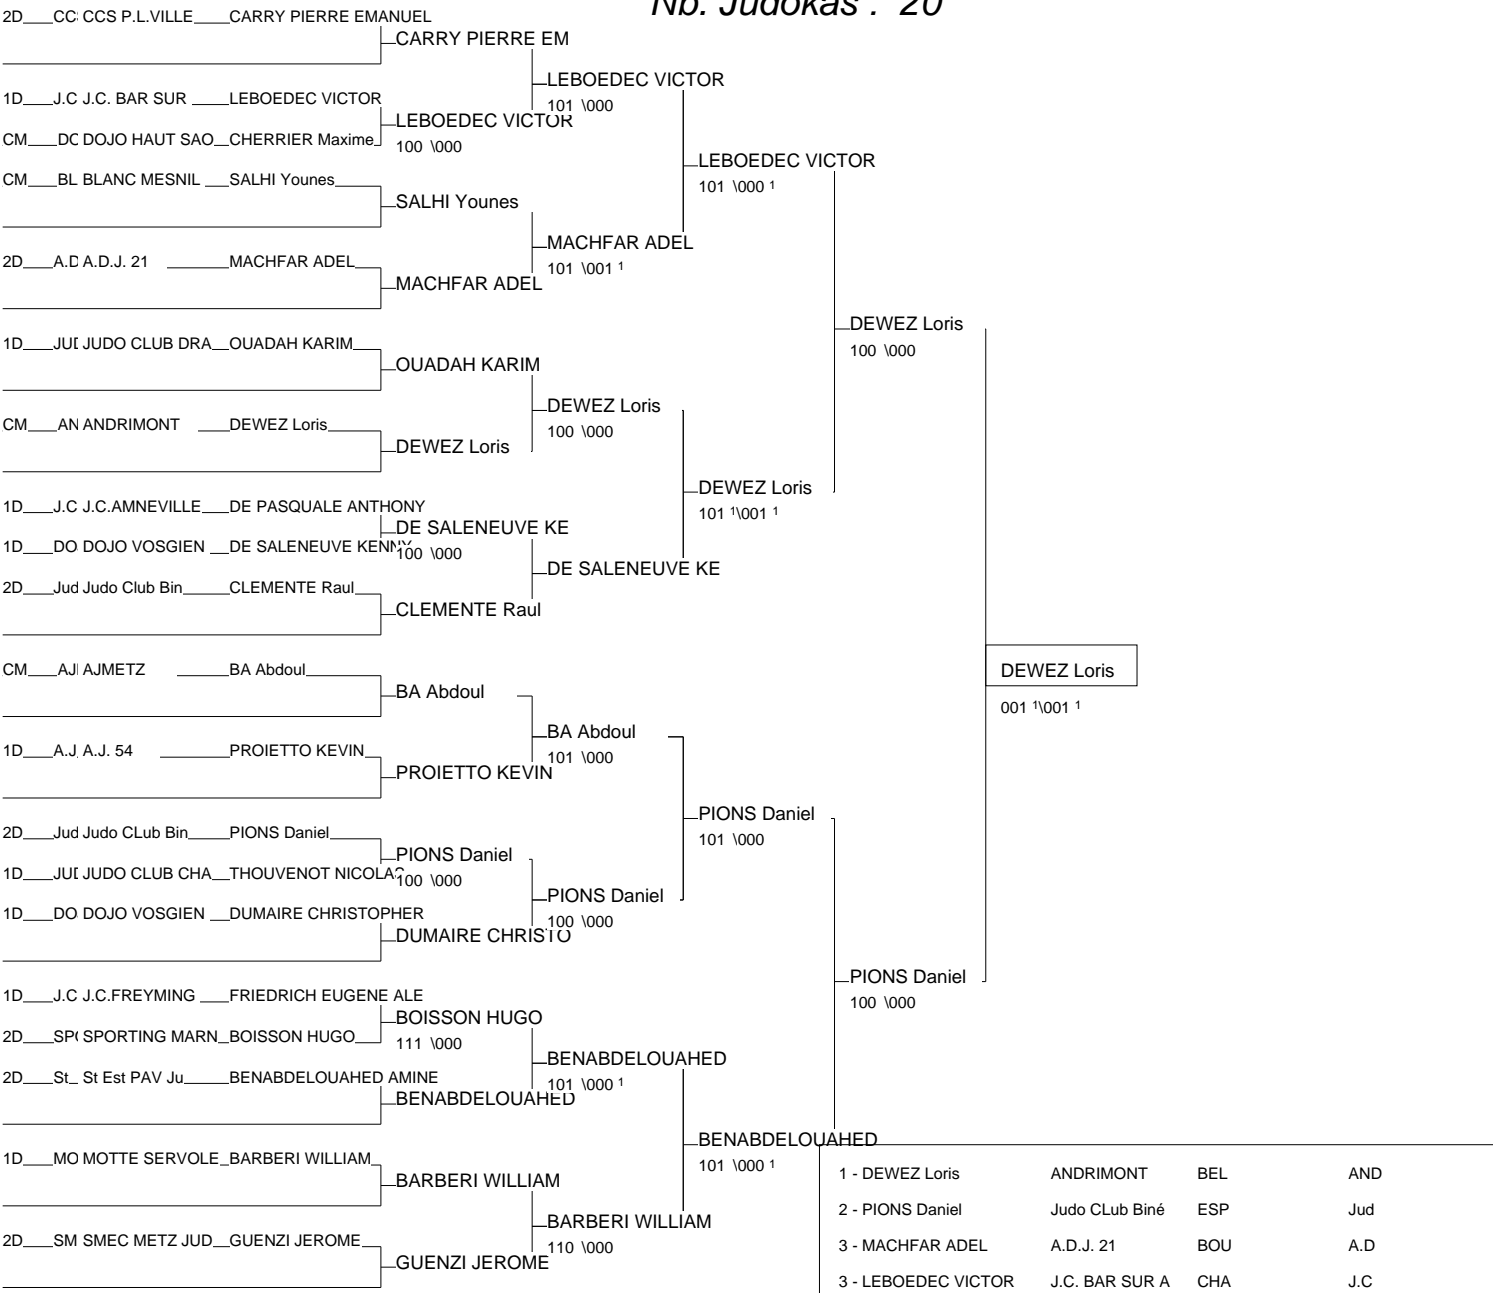 Nb. Judokas : 20
2D CC CCS P.L.VILLE CARRY PIERRE EMANUEL
CARRY PIERRE EM
LEBOEDEC VICTOR
1D J.C J.C. BAR SUR LEBOEDEC VICTOR
101 \000
LEBOEDEC VICTOR
CM DO DOJO HAUT SAO CHERRIER Maxime
100 \000
LEBOEDEC VICTOR
CM BL BLANC MESNIL SALHI Younes
101 \000 1
SALHI Younes
MACHFAR ADEL
2D A.D A.D.J. 21 MACHFAR ADEL
101 \001 1
MACHFAR ADEL
DEWEZ Loris
1D JUD JUDO CLUB DRA OUADAH KARIM
100 \000
OUADAH KARIM
DEWEZ Loris
CM AN ANDRIMONT DEWEZ Loris
100 \000
DEWEZ Loris
DEWEZ Loris
1D J.C J.C.AMNEVILLE DE PASQUALE ANTHONY
101 1\001 1
DE SALENEUVE KE
1D DO DOJO VOSGIEN DE SALENEUVE KENNY
100 \000
DE SALENEUVE KE
2D Jud Judo Club Bin CLEMENTE Raul
CLEMENTE Raul
CM AJ AJMETZ BA Abdoul
DEWEZ Loris
BA Abdoul
001 1\001 1
BA Abdoul
1D A.J A.J. 54 PROIETTO KEVIN
101 \000
PROIETTO KEVIN
PIONS Daniel
2D Jud Judo CLub Bin PIONS Daniel
101 \000
PIONS Daniel
1D JUD JUDO CLUB CHA THOUVENOT NICOLAS
100 \000
PIONS Daniel
1D DO DOJO VOSGIEN DUMAIRE CHRISTOPHER
100 \000
DUMAIRE CHRISTO
PIONS Daniel
1D J.C J.C.FREYMING FRIEDRICH EUGENE ALE
100 \000
BOISSON HUGO
2D SPO SPORTING MARN BOISSON HUGO
111 \000
BENABDELOUAHED
2D St St Est PAV Ju BENABDELOUAHED AMINE
101 \000 1
BENABDELOUAHED
BENABDELOUAHED
1D MO MOTTE SERVOLE BARBERI WILLIAM
101 \000 1
1 - DEWEZ Loris ANDRIMONT BEL AND
BARBERI WILLIAM
2 - PIONS Daniel Judo CLub Biné ESP Jud
BARBERI WILLIAM
2D SM SMEC METZ JUD GUENZI JEROME
110 \000
3 - MACHFAR ADEL A.D.J. 21 BOU A.D
GUENZI JEROME
3 - LEBOEDEC VICTOR J.C. BAR SUR A CHA J.C